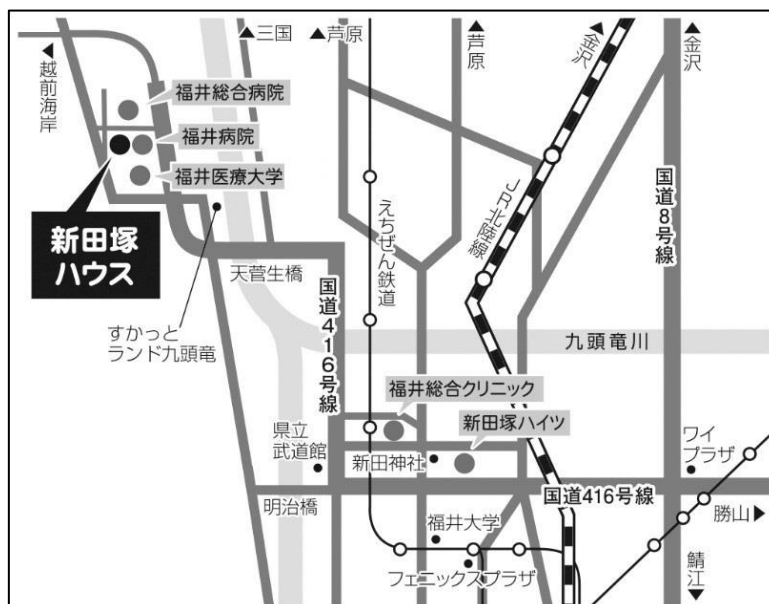 ▲三国
▲芦原
▲芦原
▲金沢
▲金沢
▲越前海岸
福井総合病院
福井病院
福井医療大学
新田塚
ハウス
えちぜん鉄道
JR北陸線
国道8号線
天菅生橋
国道416号線
すかっと
ランド九頭竜
九頭竜川
福井総合クリニック
新田塚ハイツ
県立
武道館
新田神社
ワイ
プラザ
明治橋
国道416号線
勝山▶
福井大学
フェニックスプラザ
鯖江▼